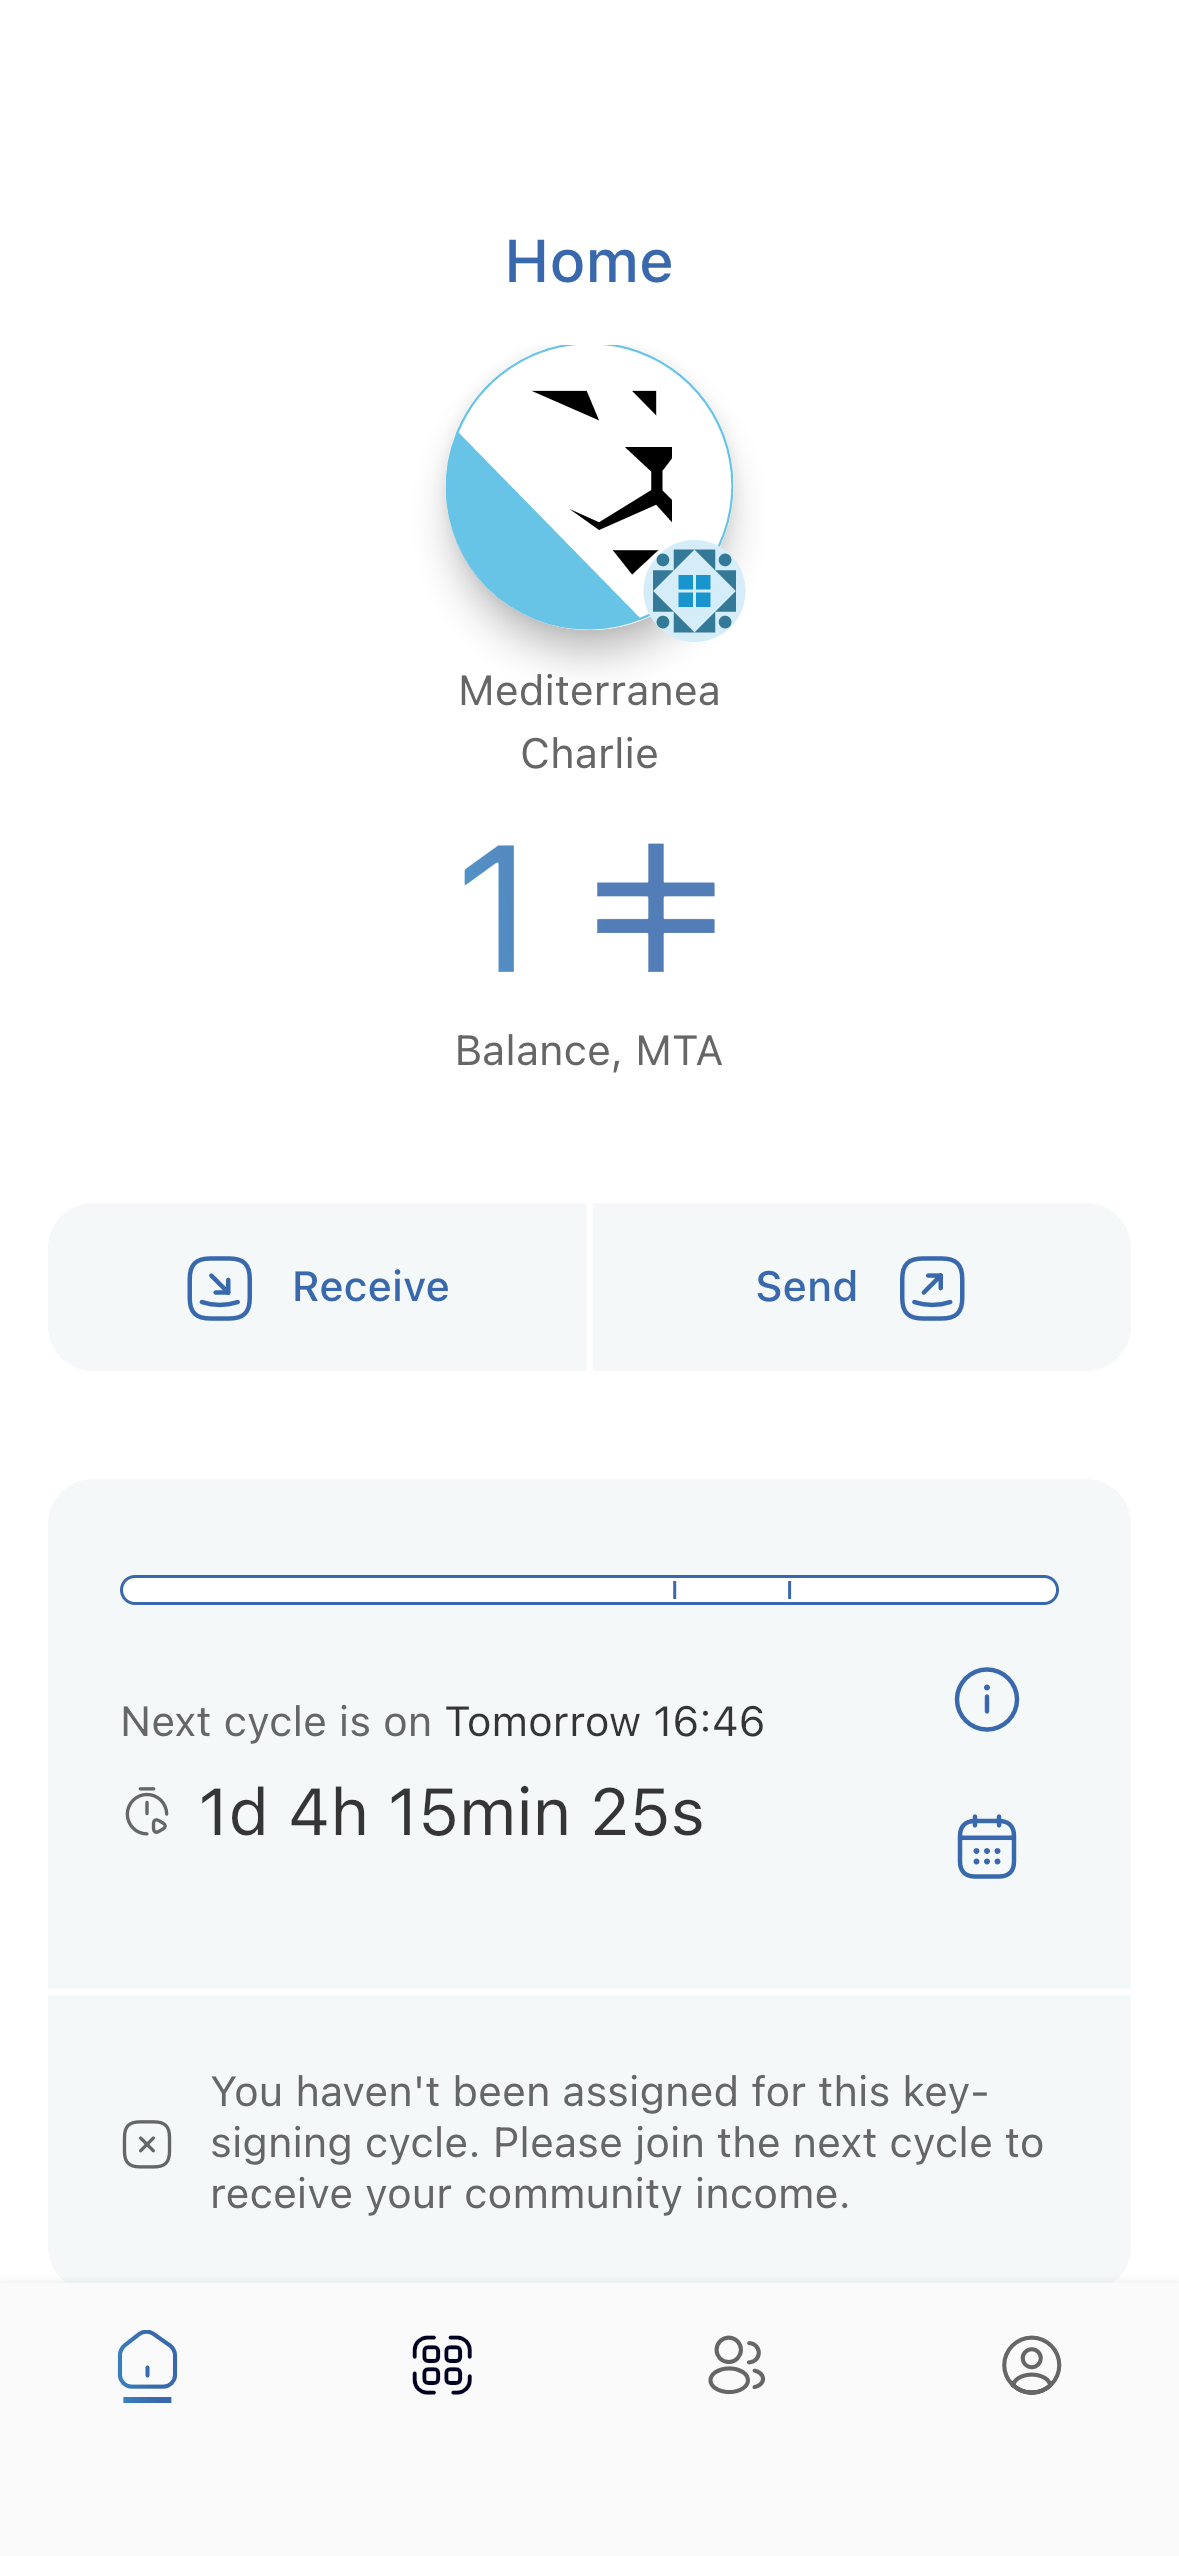 Home
Mediterranea
Charlie
1 ␩
Balance, MTA
Receive
Send
Next cycle is on Tomorrow 16:46
1d 4h 15min 25s
You haven't been assigned for this key-
signing cycle. Please join the next cycle to
receive your community income.